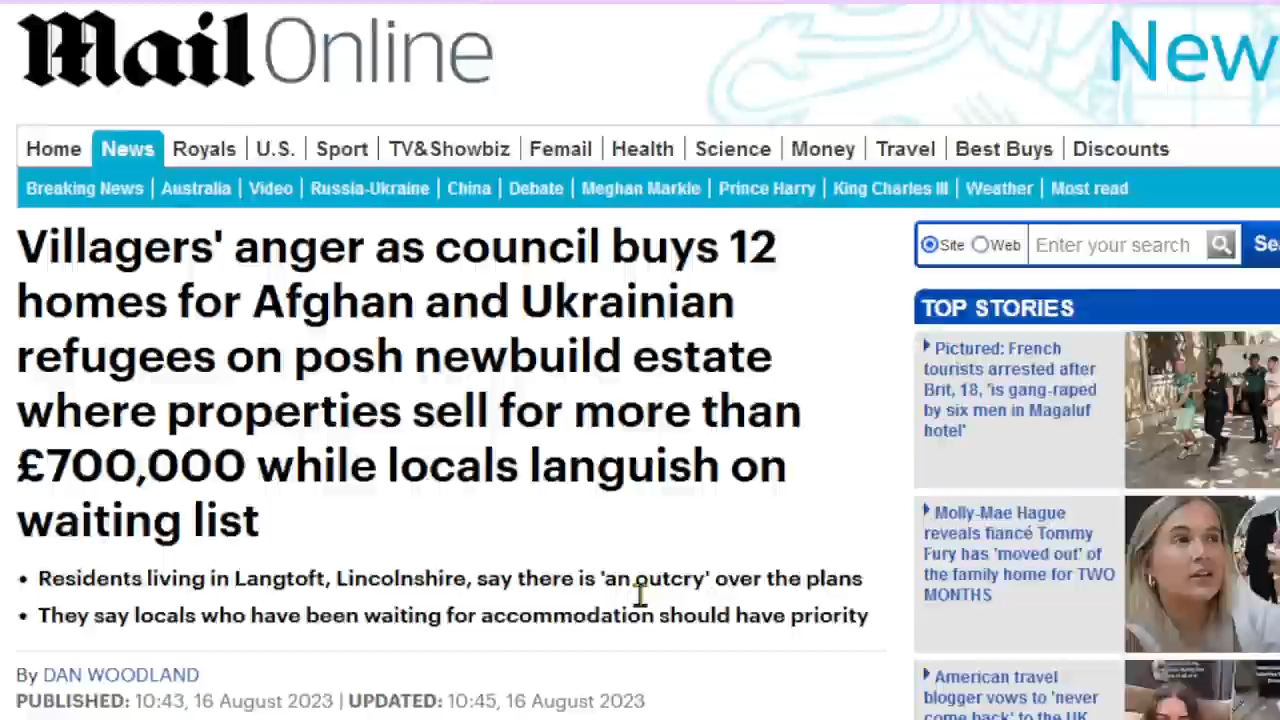 Mail Online
New
Home News Royals U.S. Sport TV&Showbiz Femail Health Science Money Travel Best Buys Discounts
Breaking News Australia Video Russia-Ukraine China Debate Meghan Markle Prince Harry King Charles III Weather Most read
Villagers' anger as council buys 12
homes for Afghan and Ukrainian
refugees on posh newbuild estate
where properties sell for more than
£700,000 while locals languish on
waiting list
• Residents living in Langtoft, Lincolnshire, say there is 'an outcry' over the plans
• They say locals who have been waiting for accommodation should have priority
By DAN WOODLAND
PUBLISHED: 10:43, 16 August 2023 | UPDATED: 10:45, 16 August 2023
Site Web Enter your search Se
TOP STORIES
Pictured: French
tourists arrested after
Brit, 18, 'is gang-raped
by six men in Magaluf
hotel'
Molly-Mae Hague
reveals fiancé Tommy
Fury has 'moved out' of
the family home for TWO
MONTHS
American travel
blogger vows to 'never
come back' to the UK